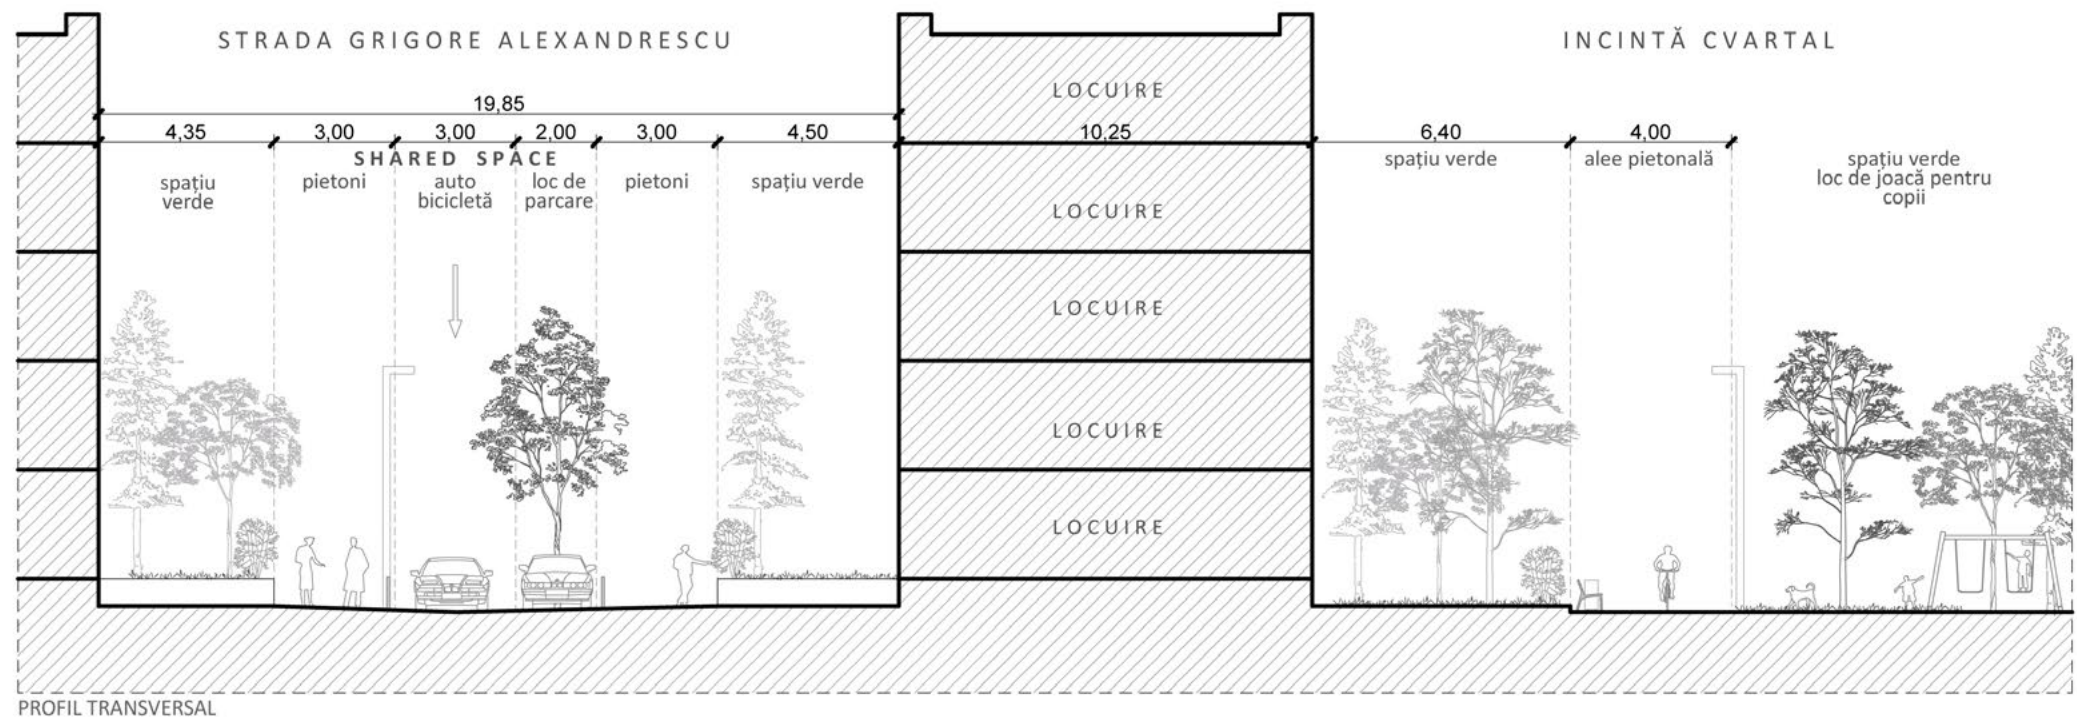 STRADA GRIGORE ALEXANDRESCU
INCINTĂ CVARTAL
LOCUIRE
19,85
4,35 3,00 3,00 2,00 3,00 4,50 10,25 6,40 4,00
SHARED SPACE
spațiu
verde
pietoni
auto
bicicletă
loc de
parcare
pietoni
spațiu verde
spațiu verde
alee pietonală
spațiu verde
loc de joacă pentru
copii
LOCUIRE
LOCUIRE
LOCUIRE
LOCUIRE
PROFIL TRANSVERSAL